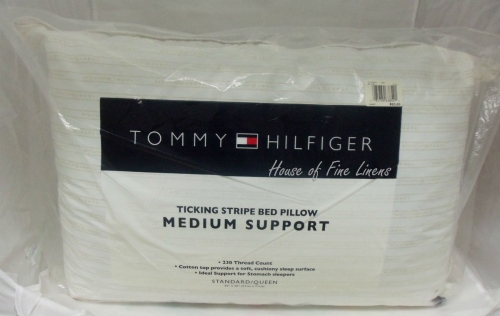 TOMMY HILFIGER
House of Fine Linens
TICKING STRIPE BED PILLOW
MEDIUM SUPPORT
• 220 Thread Count
• Cotton top provides a soft, cushiony sleep surface
• Ideal Support for Stomach sleepers
STANDARD/QUEEN